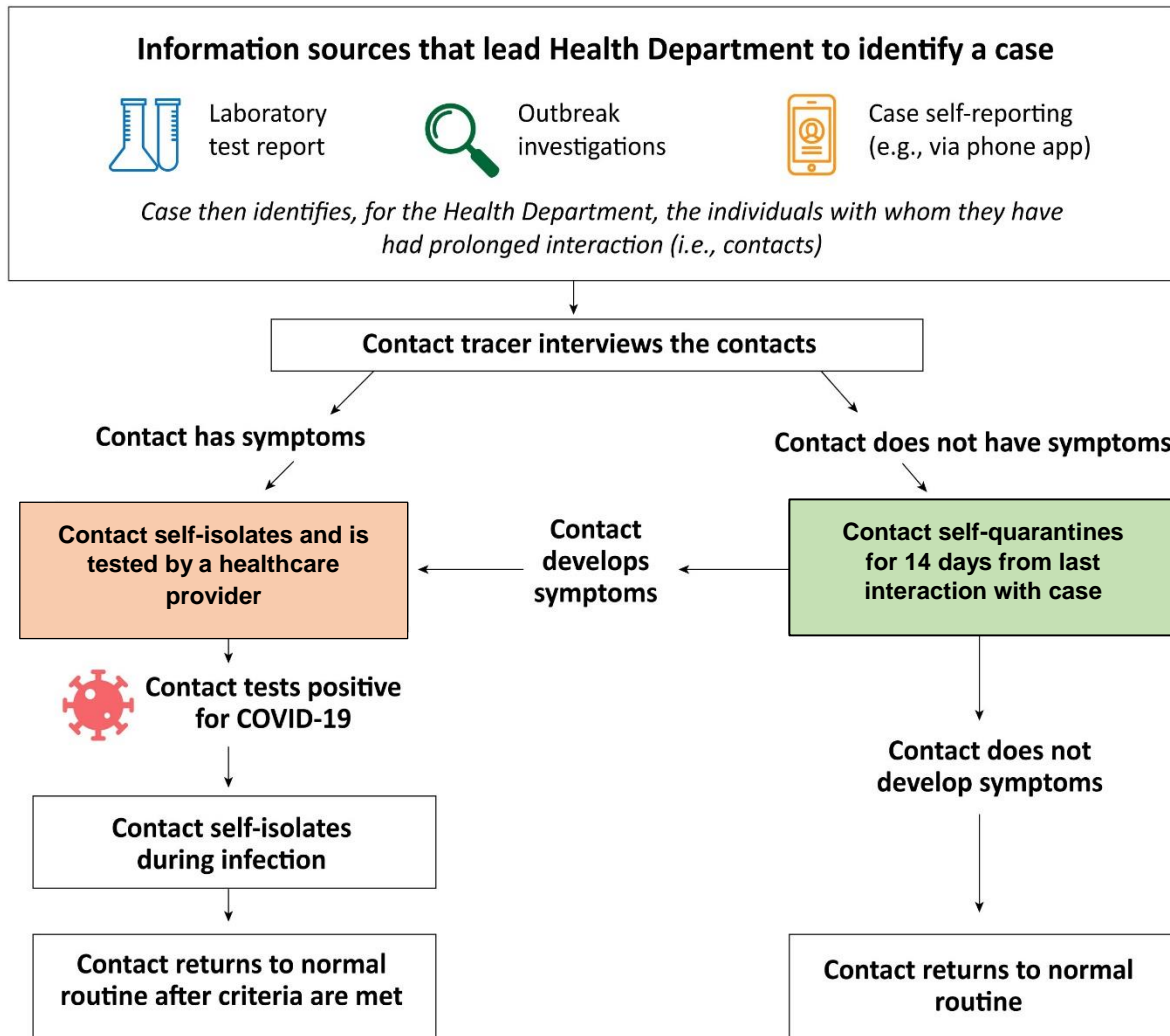 Information sources that lead Health Department to identify a case
Laboratory
test report
Outbreak
investigations
Case self-reporting
(e.g., via phone app)
Case then identifies, for the Health Department, the individuals with whom they have
had prolonged interaction (i.e., contacts)
Contact tracer interviews the contacts
Contact has symptoms
Contact does not have symptoms
Contact self-isolates and is
tested by a healthcare
provider
Contact
develops
symptoms
Contact self-quarantines
for 14 days from last
interaction with case
Contact tests positive
for COVID-19
Contact does not
develop symptoms
Contact self-isolates
during infection
Contact returns to normal
routine after criteria are met
Contact returns to normal
routine